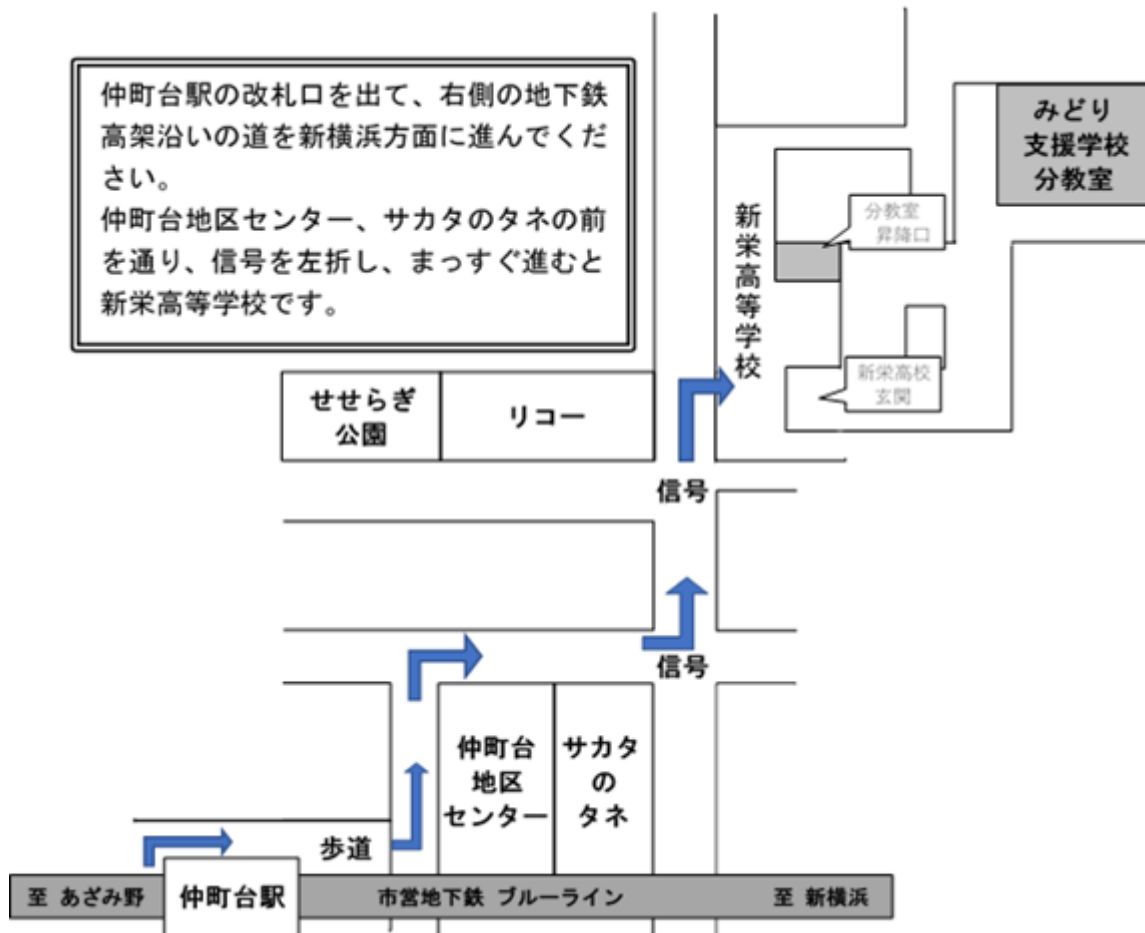 仲町台駅の改札口を出て、右側の地下鉄
高架沿いの道を新横浜方面に進んでくだ
さい。
仲町台地区センター、サカタのタネの前
を通り、信号を左折し、まっすぐ進むと
新栄高等学校です。
みどり
支援学校
分教室
分教室
昇降口
新栄高等学校
新栄高校
玄関
せせらぎ
公園
リコー
信号
信号
仲町台
地区
センター
サカタ
の
タネ
歩道
至 あざみ野
仲町台駅
市営地下鉄 ブルーライン
至 新横浜